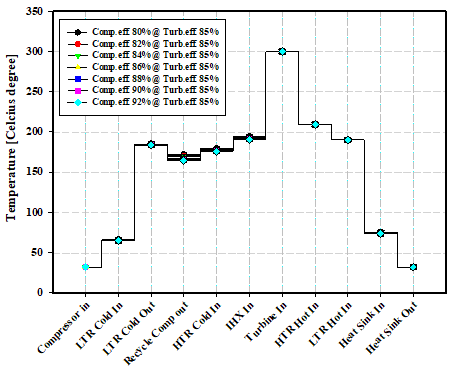 Temperature [Celcius degree]
350
300
250
200
150
100
50
0
Comp.eff 80%@ Turb.eff 85%
Comp.eff 82%@ Turb.eff 85%
Comp.eff 84%@ Turb.eff 85%
Comp.eff 86%@ Turb.eff 85%
Comp.eff 88%@ Turb.eff 85%
Comp.eff 90%@ Turb.eff 85%
Comp.eff 92%@ Turb.eff 85%
Compressor in
LTR Cold In
LTR Cold Out
Recycle Comp out
HTR Cold In
IHX In
Turbine In
HTR Hot In
LTR Hot In
Heat Sink In
Heat Sink Out